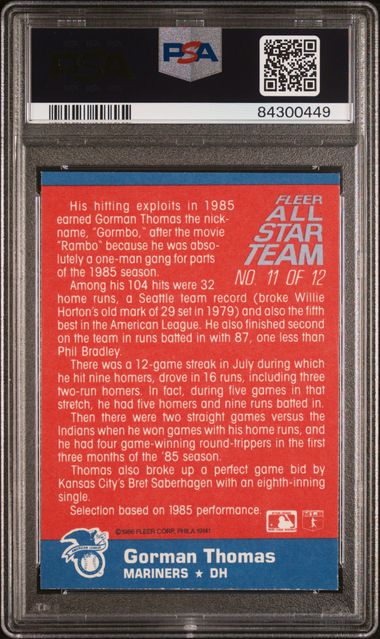 PSA
84300449
FLEER
ALL
STAR
TEAM
NO. 11 OF 12
His hitting exploits in 1985
earned Gorman Thomas the nick-
name, "Gormbo," after the movie
"Rambo" because he was abso-
lutely a one-man gang for parts
of the 1985 season.
Among his 104 hits were 32
home runs, a Seattle team record (broke Willie
Horton's old mark of 29 set in 1979) and also the fifth
best in the American League. He also finished second
on the team in runs batted in with 87, one less than
Phil Bradley.
There was a 12-game streak in July during which
he hit nine homers, drove in 16 runs, including three
two-run homers. In fact, during five games in that
stretch, he had five homers and nine runs batted in.
Then there were two straight games versus the
Indians when he won games with his home runs, and
he had four game-winning round-trippers in the first
three months of the '85 season.
Thomas also broke up a perfect game bid by
Kansas City's Bret Saberhagen with an eighth-inning
single.
Selection based on 1985 performance.
©1986 FLEER CORP. PHILA 19141
AMERICAN LEAGUE
Gorman Thomas
MARINERS ★ DH